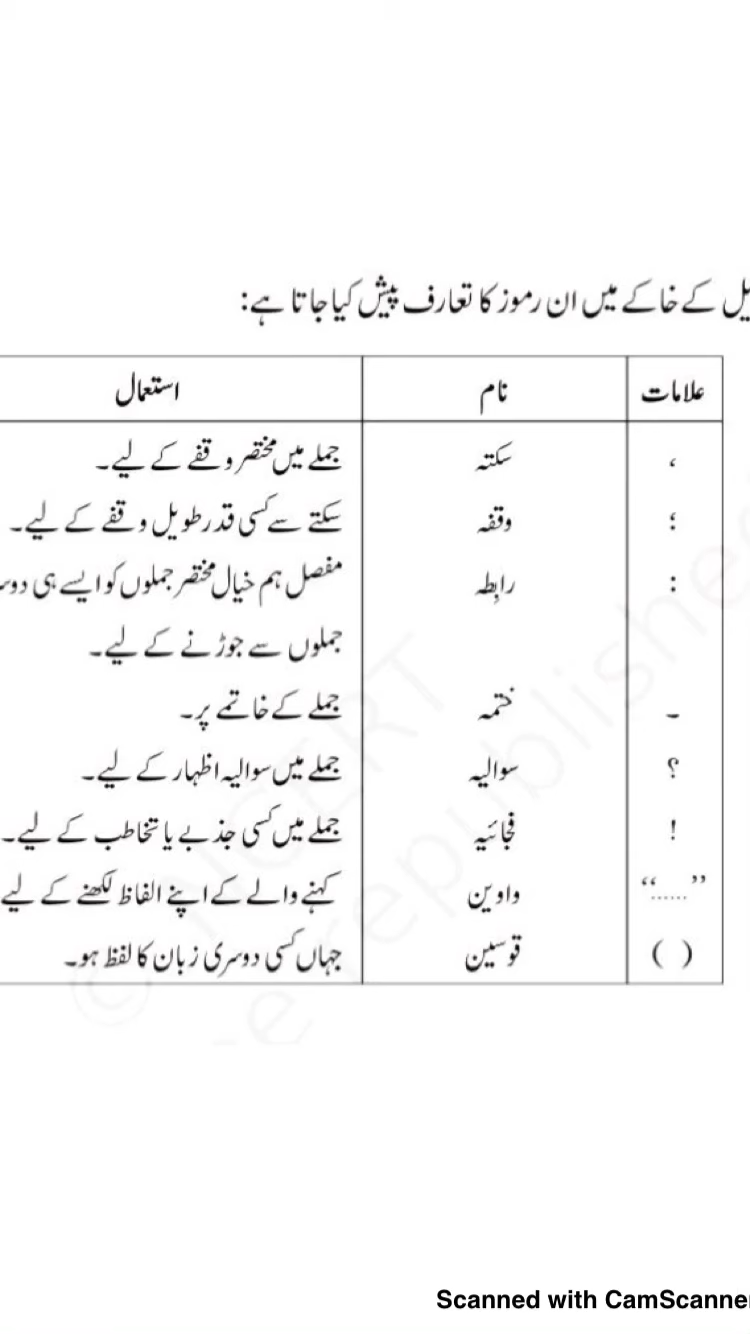 کے خاکے میں ان رموز کا تعارف پیش کیا جاتا ہے:
علامات نام استعمال
، سکتہ جملے میں مختصر وقفے کے لیے۔
؛ وقفہ سکتے سے کسی قدر طویل وقفے کے لیے۔
: رابِطہ مفصل ہم خیال مختصر جملوں کو ایسے ہی
جملوں سے جوڑنے کے لیے۔
۔ ختمہ جملے کے خاتمے پر۔
؟ سوالیہ جملے میں سوالیہ اظہار کے لیے۔
! فجائیہ جملے میں کسی جذبے یا تخاطب کے لیے۔
“......” واوین کہنے والے کے اپنے الفاظ لکھنے کے لیے
( ) قوسین جہاں کسی دوسری زبان کا لفظ ہو۔
© NCERT
republished
Scanned with CamScanner